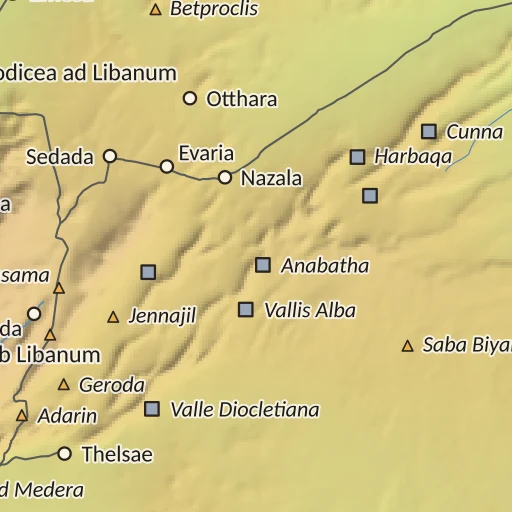 Betproclis
odicea ad Libanum
Otthara
Cunna
Sedada
Evaria
Harbaqa
Nazala
a
sama
Anabatha
Jennajil
Vallis Alba
da
b Libanum
Saba Biya
Geroda
Adarin
Valle Diocletiana
Thelsae
d Medera